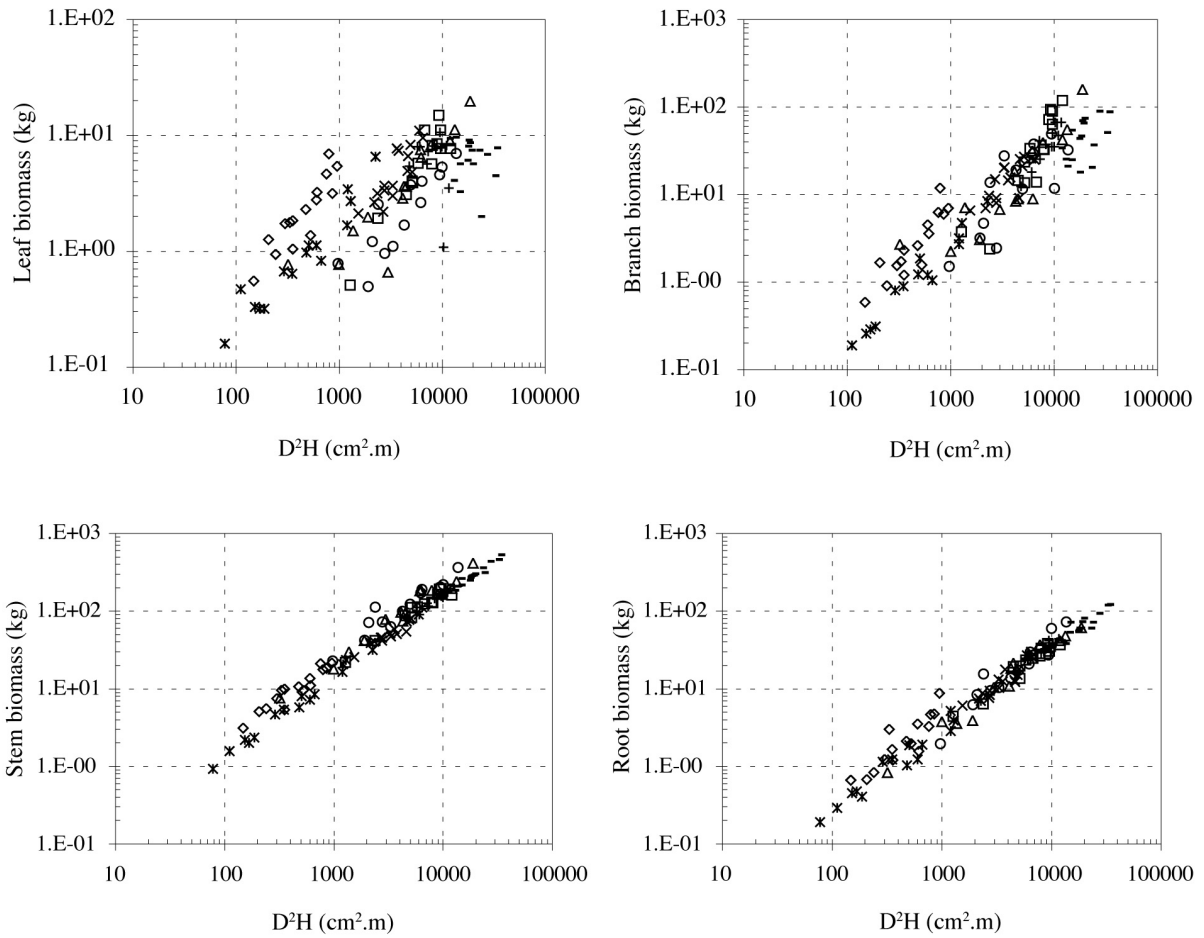 1.E+02
1.E+01
1.E+00
1.E-01
Leaf biomass (kg)
10 100 1000 10000 100000
D²H (cm².m)
1.E+03
1.E+02
1.E+01
1.E-00
1.E-01
Branch biomass (kg)
10 100 1000 10000 100000
D²H (cm².m)
1.E+03
1.E+02
1.E+01
1.E-00
1.E-01
Stem biomass (kg)
10 100 1000 10000 100000
D²H (cm².m)
1.E+03
1.E+02
1.E+01
1.E-00
1.E-01
Root biomass (kg)
10 100 1000 10000 100000
D²H (cm².m)